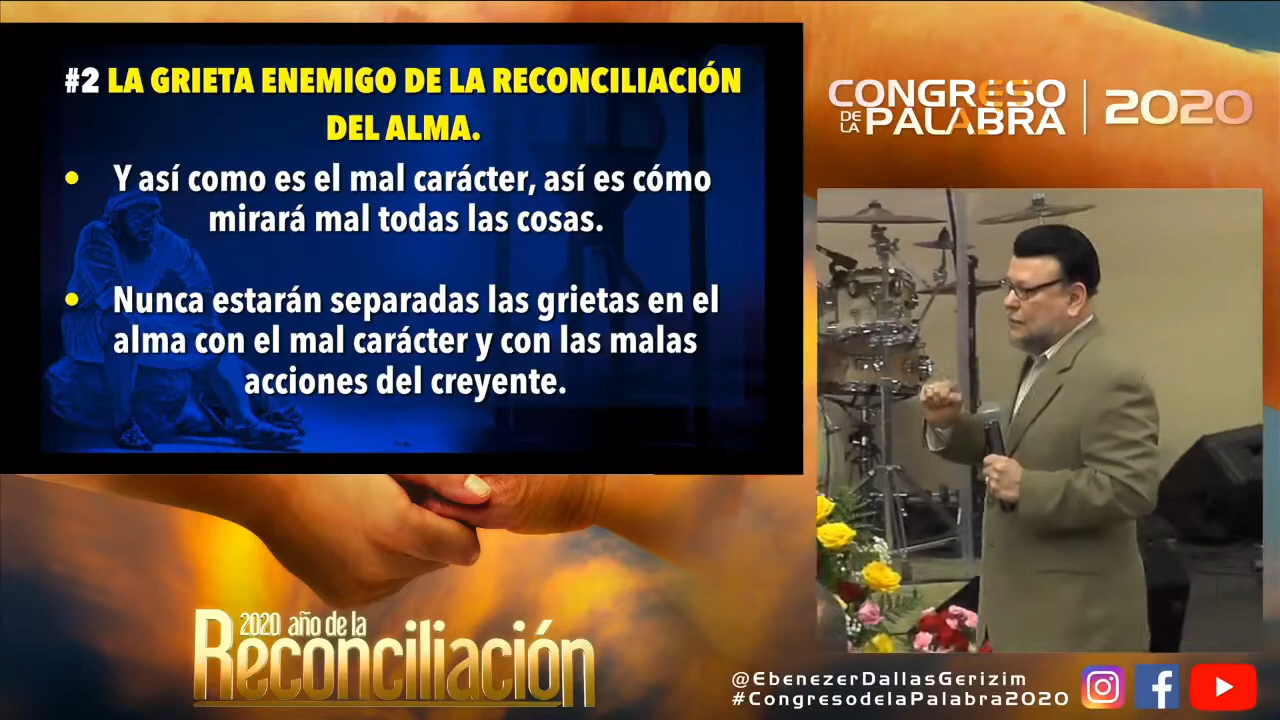 #2 LA GRIETA ENEMIGO DE LA RECONCILIACIÓN
DEL ALMA.
• Y así como es el mal carácter, así es cómo
mirará mal todas las cosas.
• Nunca estarán separadas las grietas en el
alma con el mal carácter y con las malas
acciones del creyente.
CONGRESO
DE LA PALABRA
2020
2020 año de la
Reconciliación
@EbenezerDallasGerizim
#CongresodelaPalabra2020